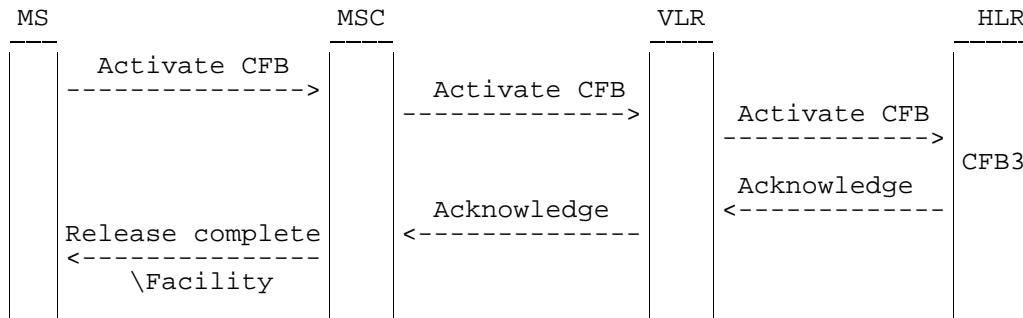 MS MSC VLR HLR
Activate CFB
Activate CFB
Activate CFB
CFB3
Acknowledge
Acknowledge
Release complete
\Facility